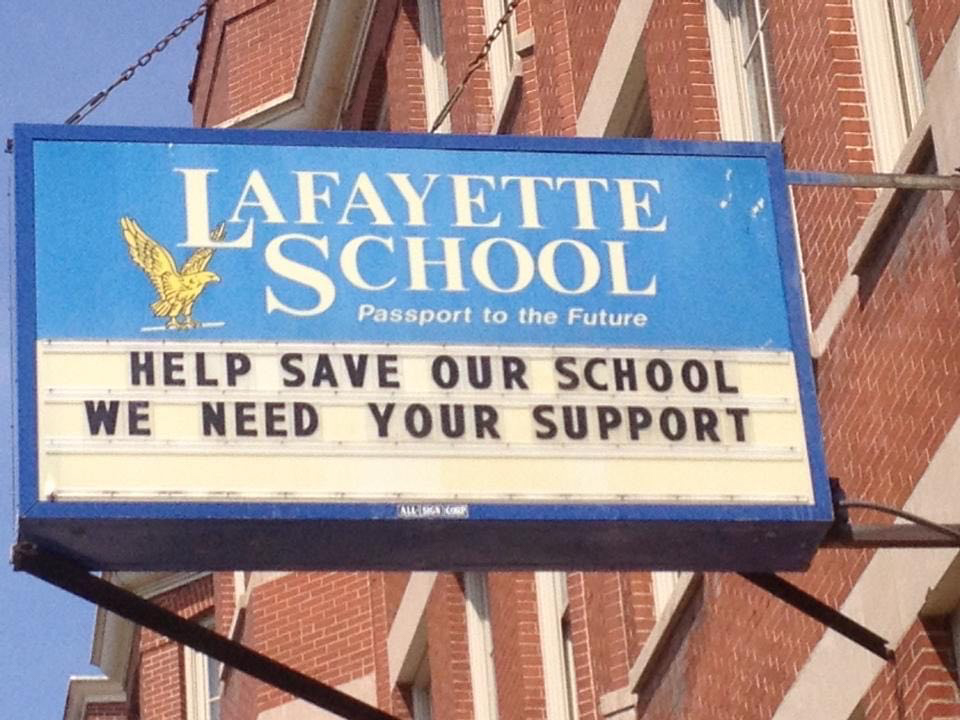 LAFAYETTE
SCHOOL
Passport to the Future
HELP SAVE OUR SCHOOL
WE NEED YOUR SUPPORT
ALL SIGN CORP